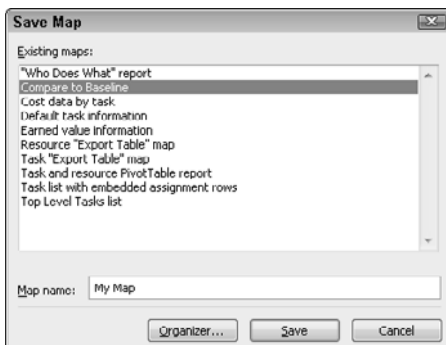 Save Map
Existing maps:
"Who Does What" report
Compare to Baseline
Cost data by task
Default task information
Earned value information
Resource "Export Table" map
Task "Export Table" map
Task and resource PivotTable report
Task list with embedded assignment rows
Top Level Tasks list
Map name: My Map
Organizer... Save Cancel